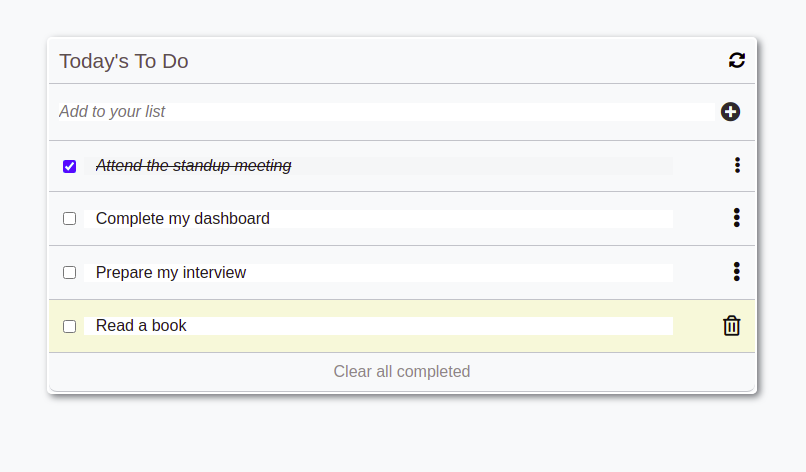 Today's To Do
Add to your list
Attend the standup meeting
Complete my dashboard
Prepare my interview
Read a book
Clear all completed